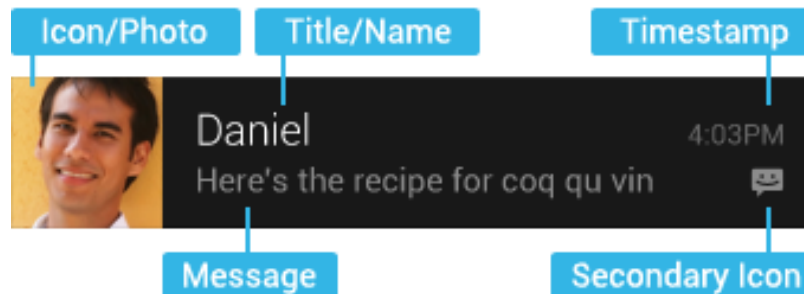 Icon/Photo Title/Name Timestamp
Daniel 4:03PM
Here's the recipe for coq qu vin
Message Secondary Icon